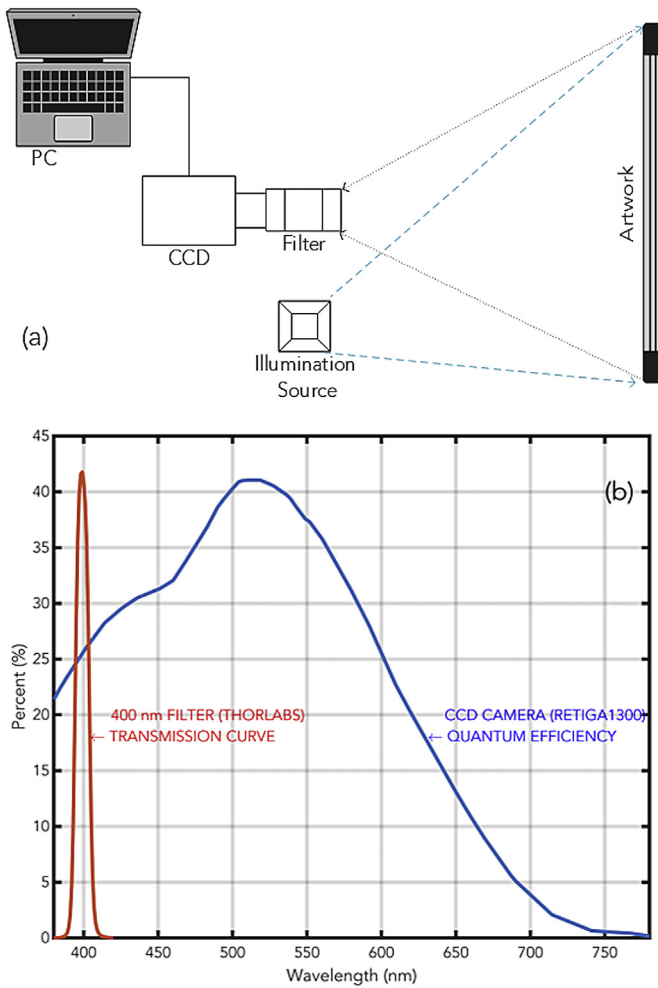 PC
CCD
Filter
Artwork
(a)
Illumination
Source
45
40
35
30
25
20
15
10
5
0
Percent (%)
(b)
400 nm FILTER (THORLABS)
← TRANSMISSION CURVE
CCD CAMERA (RETIGA1300)
← QUANTUM EFFICIENCY
400
450
500
550
600
650
700
750
Wavelength (nm)